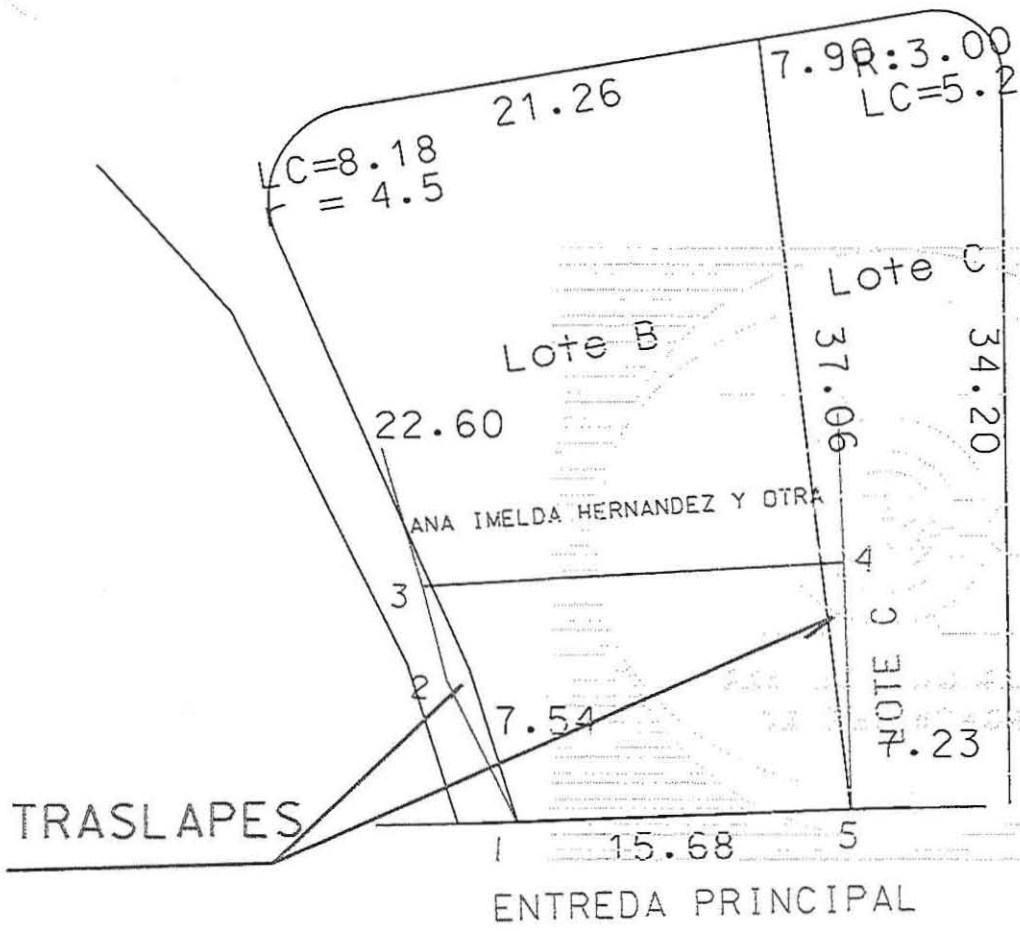 7.90
R:3.00
LC=5.2
21.26
LC=8.18
r = 4.5
Lote C
Lote B
37.06
34.20
22.60
ANA IMELDA HERNANDEZ Y OTRA
3
4
2
LOTE C
7.54
7.23
TRASLAPES
1
15.68
5
ENTREDA PRINCIPAL